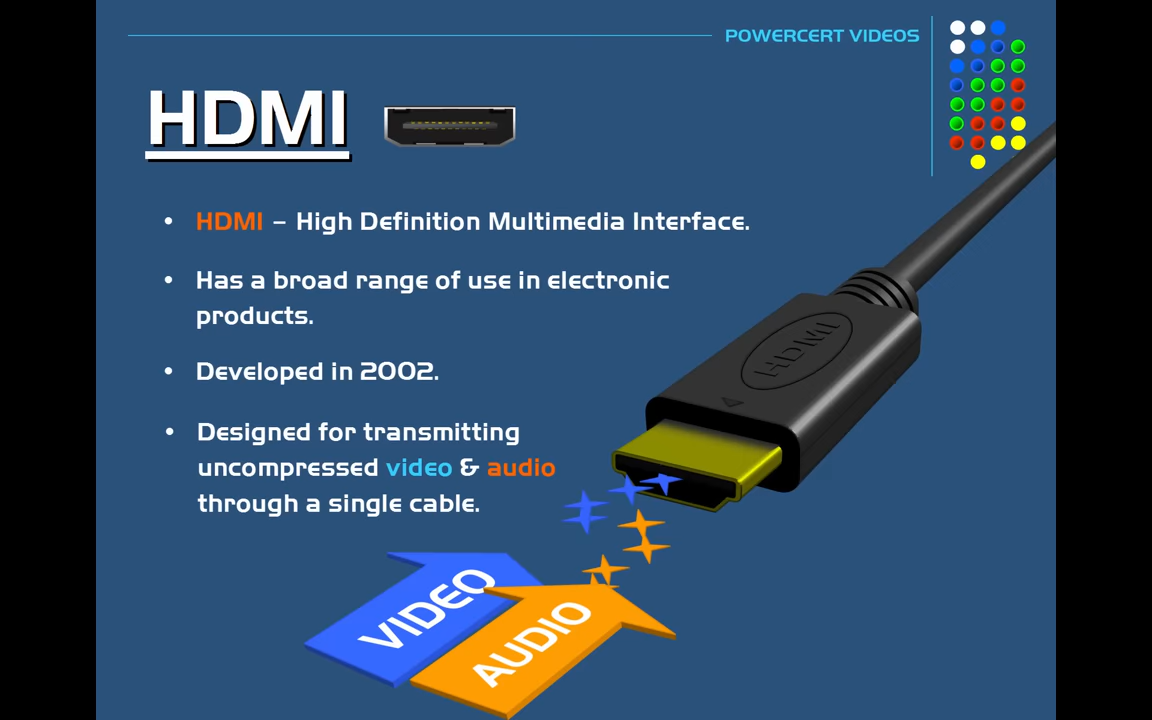 POWERCERT VIDEOS
HDMI
• HDMI – High Definition Multimedia Interface.
• Has a broad range of use in electronic
products.
• Developed in 2002.
• Designed for transmitting
uncompressed video & audio
through a single cable.
HDMI
VIDEO
AUDIO